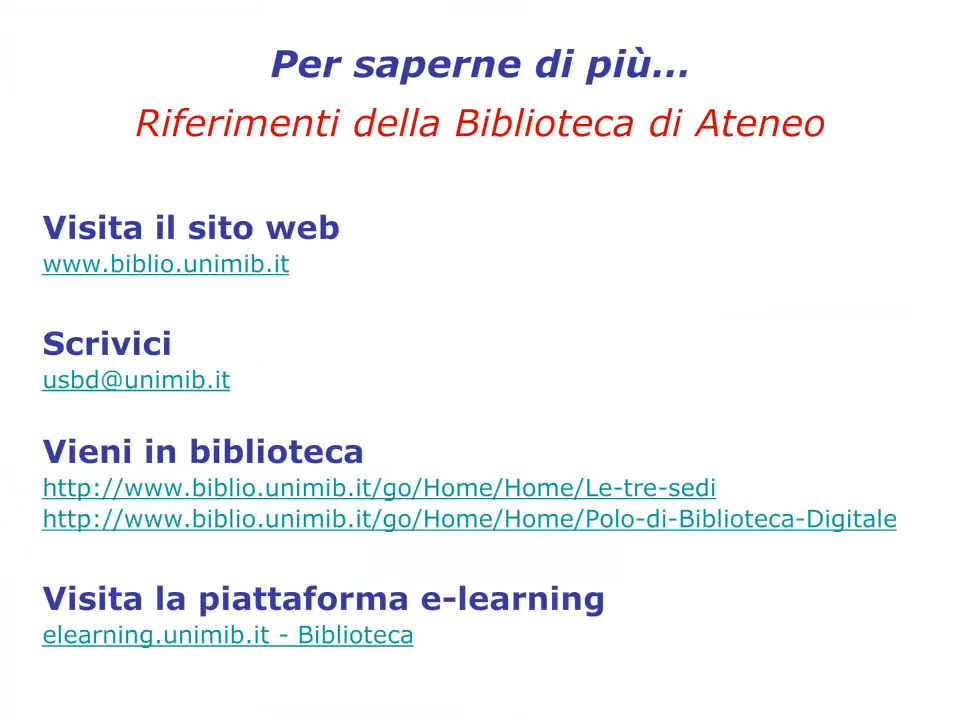 Per saperne di più...
Riferimenti della Biblioteca di Ateneo
Visita il sito web
www.biblio.unimib.it
Scrivici
usbd@unimib.it
Vieni in biblioteca
http://www.biblio.unimib.it/go/Home/Home/Le-tre-sedi
http://www.biblio.unimib.it/go/Home/Home/Polo-di-Biblioteca-Digitale
Visita la piattaforma e-learning
elearning.unimib.it - Biblioteca